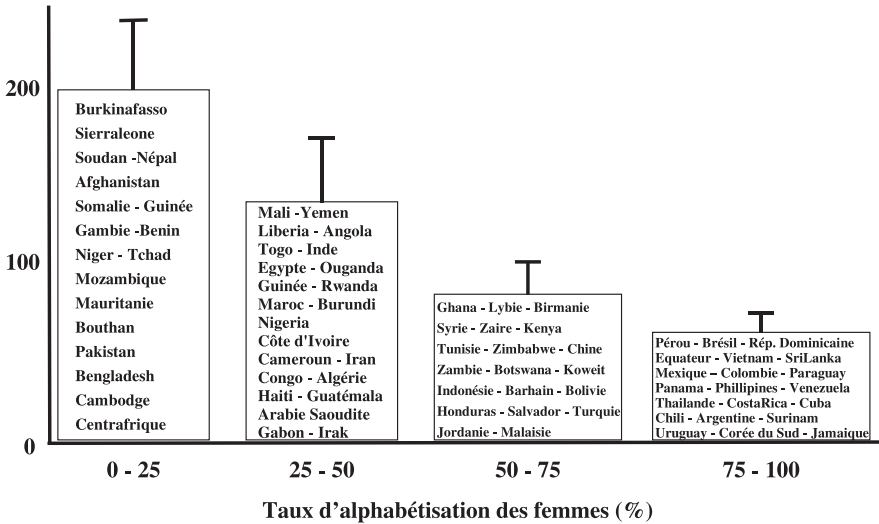 200
100
0
Burkinafasso
Sierraleone
Soudan -Népal
Afghanistan
Somalie - Guinée
Gambie -Benin
Niger - Tchad
Mozambique
Mauritanie
Bouthan
Pakistan
Bengladesh
Cambodge
Centrafrique
Mali -Yemen
Liberia - Angola
Togo - Inde
Egypte - Ouganda
Guinée - Rwanda
Maroc - Burundi
Nigeria
Côte d'Ivoire
Cameroun - Iran
Congo - Algérie
Haiti - Guatémala
Arabie Saoudite
Gabon - Irak
Ghana - Lybie - Birmanie
Syrie - Zaire - Kenya
Tunisie - Zimbabwe - Chine
Zambie - Botswana - Koweit
Indonésie - Barhain - Bolivie
Honduras - Salvador - Turquie
Jordanie - Malaisie
Pérou - Brésil - Rép. Dominicaine
Equateur - Vietnam - SriLanka
Mexique – Colombie - Paraguay
Panama - Phillipines - Venezuela
Thailande - CostaRica - Cuba
Chili - Argentine - Surinam
Uruguay - Corée du Sud - Jamaique
0 - 25
25 - 50
50 - 75
75 - 100
Taux d'alphabétisation des femmes (%)